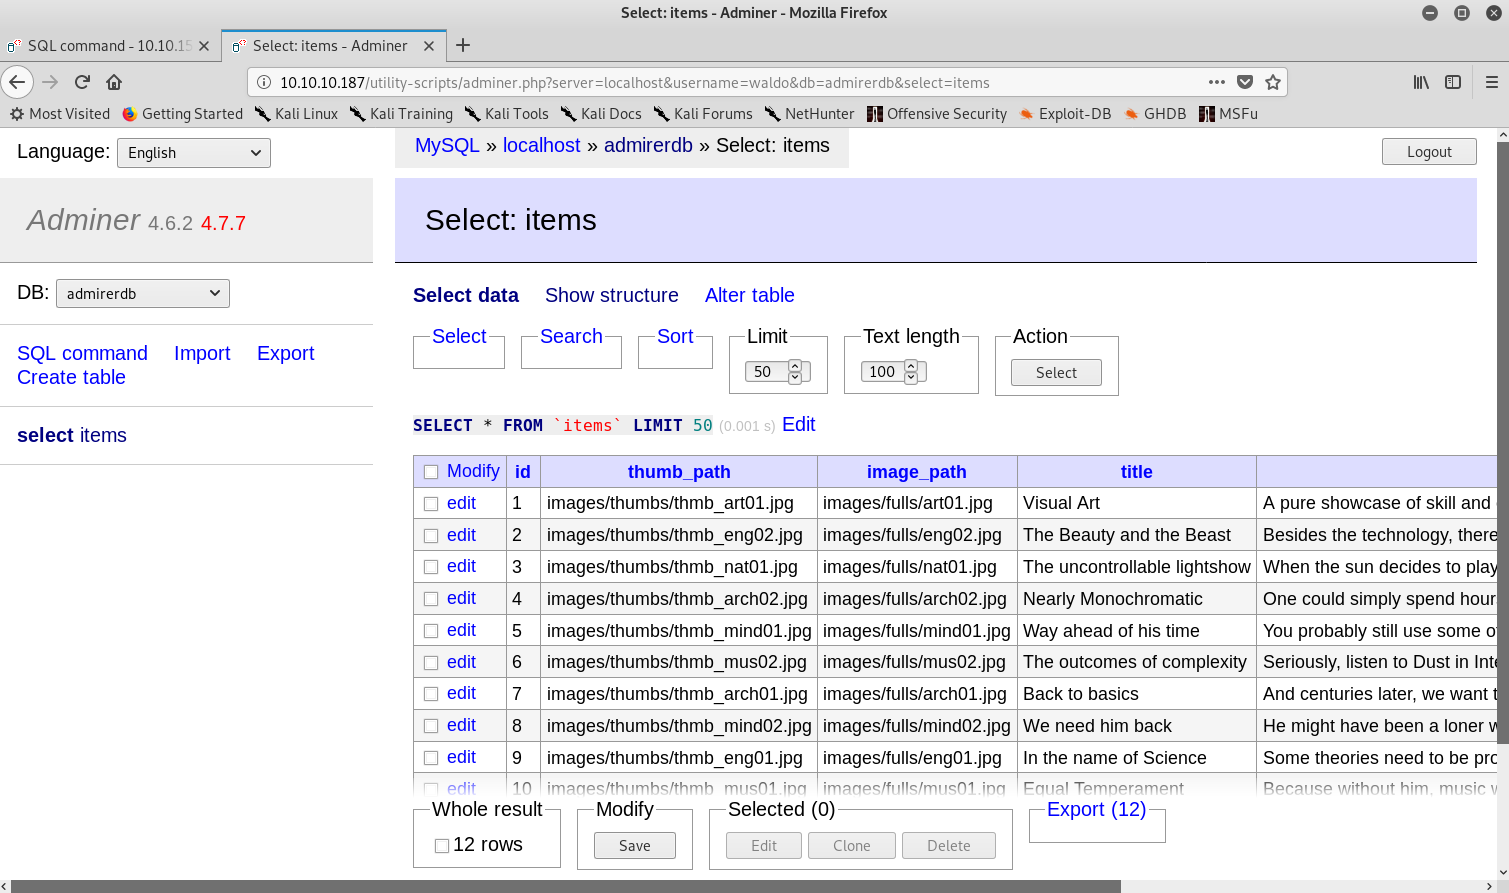 Select: items - Adminer - Mozilla Firefox
SQL command - 10.10.15
Select: items - Adminer
10.10.10.187/utility-scripts/adminer.php?server=localhost&username=waldo&db=admirerdb&select=items
Most Visited Getting Started Kali Linux Kali Training Kali Tools Kali Docs Kali Forums NetHunter Offensive Security Exploit-DB GHDB MSFu
Language: English
MySQL » localhost » admirerdb » Select: items
Logout
Adminer 4.6.2 4.7.7
Select: items
DB: admirerdb
Select data Show structure Alter table
SQL command Import Export
Create table
select items
Select Search Sort Limit Text length Action
50 100 Select
SELECT * FROM `items` LIMIT 50 (0.001 s) Edit
Modify id thumb_path image_path title
edit 1 images/thumbs/thmb_art01.jpg images/fulls/art01.jpg Visual Art A pure showcase of skill and
edit 2 images/thumbs/thmb_eng02.jpg images/fulls/eng02.jpg The Beauty and the Beast Besides the technology, there
edit 3 images/thumbs/thmb_nat01.jpg images/fulls/nat01.jpg The uncontrollable lightshow When the sun decides to play
edit 4 images/thumbs/thmb_arch02.jpg images/fulls/arch02.jpg Nearly Monochromatic One could simply spend hour
edit 5 images/thumbs/thmb_mind01.jpg images/fulls/mind01.jpg Way ahead of his time You probably still use some o
edit 6 images/thumbs/thmb_mus02.jpg images/fulls/mus02.jpg The outcomes of complexity Seriously, listen to Dust in Inte
edit 7 images/thumbs/thmb_arch01.jpg images/fulls/arch01.jpg Back to basics And centuries later, we want t
edit 8 images/thumbs/thmb_mind02.jpg images/fulls/mind02.jpg We need him back He might have been a loner w
edit 9 images/thumbs/thmb_eng01.jpg images/fulls/eng01.jpg In the name of Science Some theories need to be pro
edit 10 images/thumbs/thmb_mus01.jpg images/fulls/mus01.jpg Equal Temperament Because without him, music w
Whole result Modify Selected (0) Export (12)
12 rows Save Edit Clone Delete